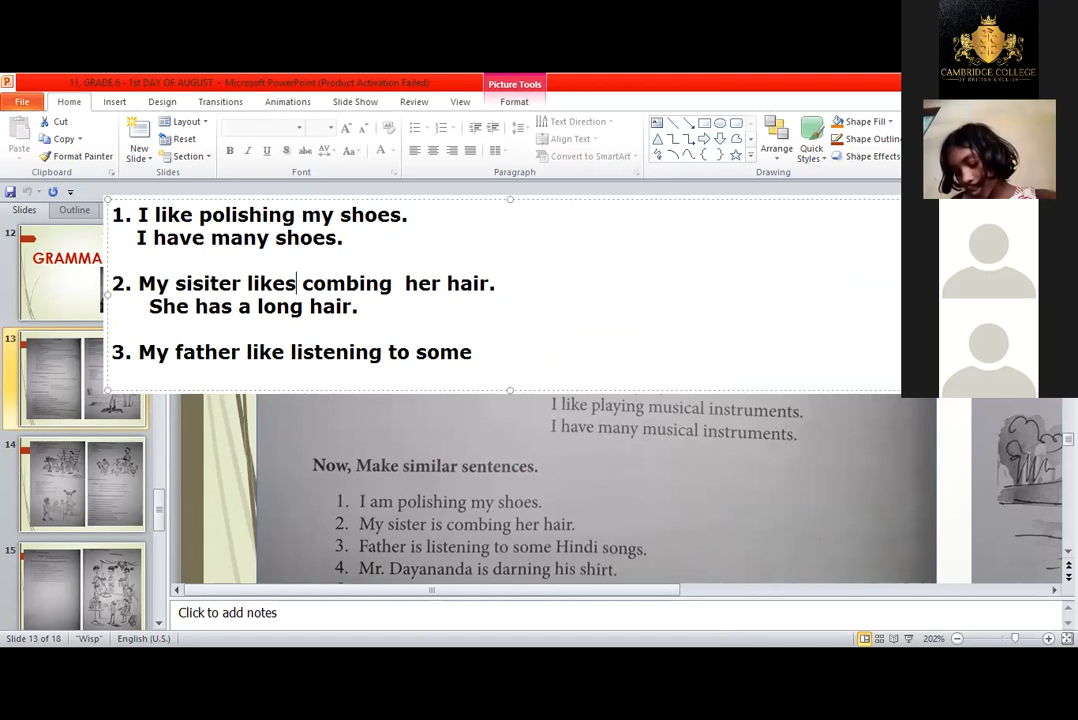 CAMBRIDGE COLLEGE
OF BRITISH ENGLISH
11. GRADE 6 - 1ST DAY OF AUGUST - Microsoft PowerPoint (Product Activation Failed)
Picture Tools
File Home Insert Design Transitions Animations Slide Show Review View Format
Cut
Copy
Format Painter
Paste
Clipboard
New
Slide
Layout
Reset
Section
Slides
B I U S abc AV Aa A
Font
Text Direction
Align Text
Convert to SmartArt
Paragraph
Arrange
Quick
Styles
Shape Fill
Shape Outlin
Shape Effects
Drawing
Slides Outline
12
GRAMMA
13
14
15
1. I like polishing my shoes.
I have many shoes.
2. My sisiter likes combing her hair.
She has a long hair.
3. My father like listening to some
I like playing musical instruments.
I have many musical instruments.
Now, Make similar sentences.
1. I am polishing my shoes.
2. My sister is combing her hair.
3. Father is listening to some Hindi songs.
4. Mr. Dayananda is darning his shirt.
Click to add notes
Slide 13 of 18 "Wisp" English (U.S.) 202%